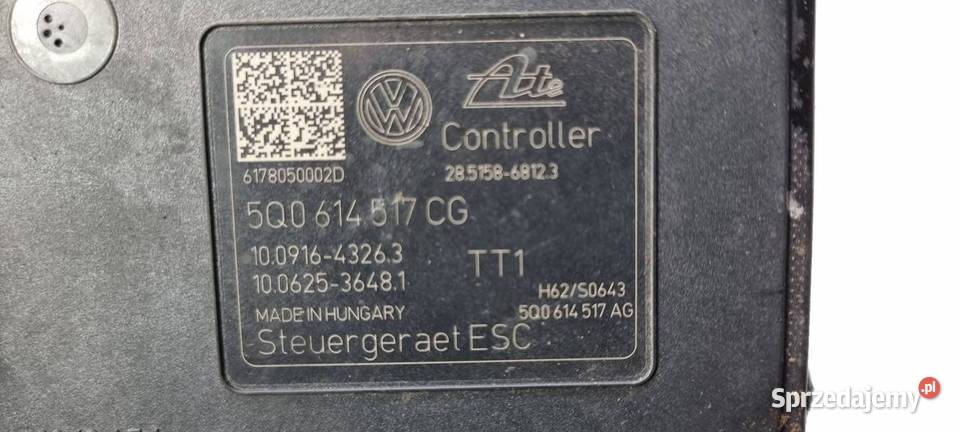 VW
Ate
Controller
6178050002D
28.5158-6812.3
5Q0 614 517 CG
10.0916-4326.3
TT1
10.0625-3648.1
H62/S0643
MADE IN HUNGARY
5Q0 614 517 AG
Steuergeraet ESC
Sprzedajemy.pl